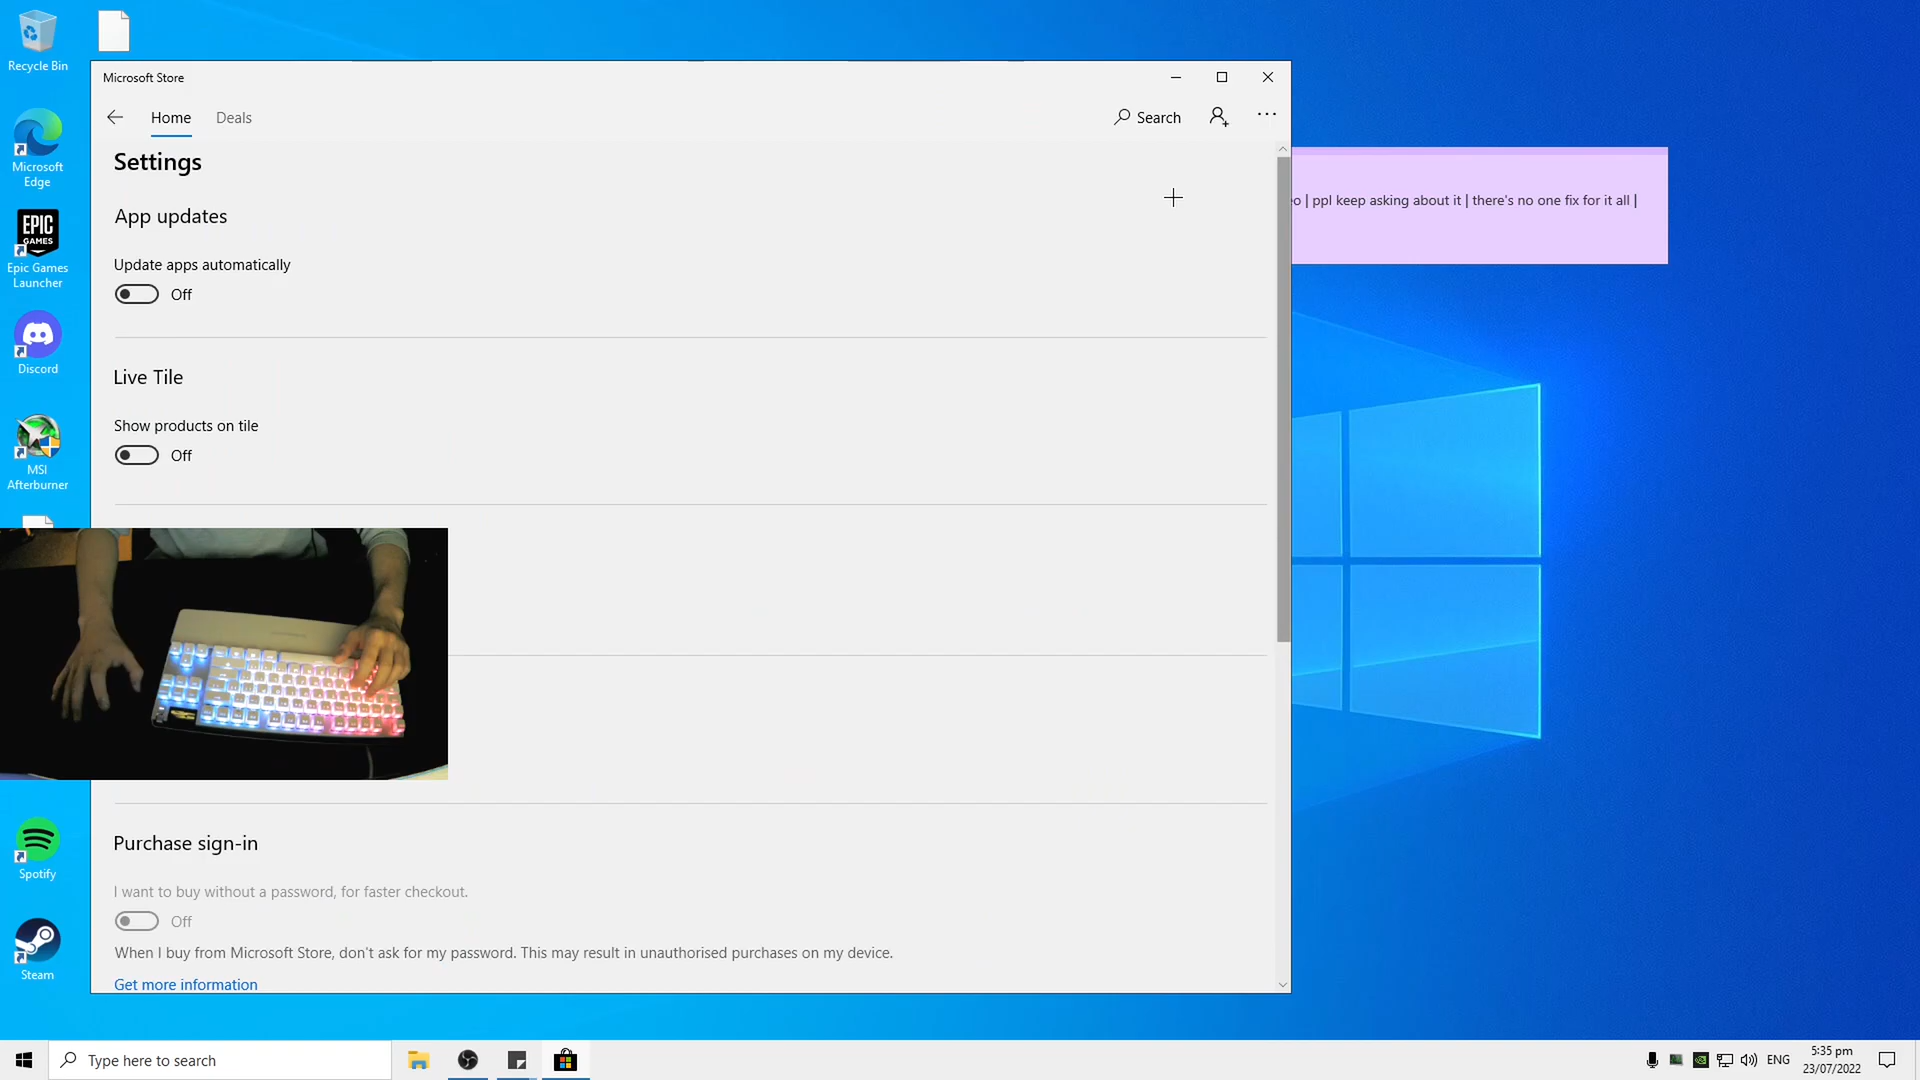 Recycle Bin
Microsoft
Edge
EPIC
GAMES
Epic Games
Launcher
Discord
MSI
Afterburner
Spotify
Steam
Microsoft Store
Home
Deals
Search
Settings
App updates
Update apps automatically
Off
Live Tile
Show products on tile
Off
Purchase sign-in
I want to buy without a password, for faster checkout.
Off
When I buy from Microsoft Store, don't ask for my password. This may result in unauthorised purchases on my device.
Get more information
| ppl keep asking about it | there's no one fix for it all |
Type here to search
ENG
5:35 pm
23/07/2022